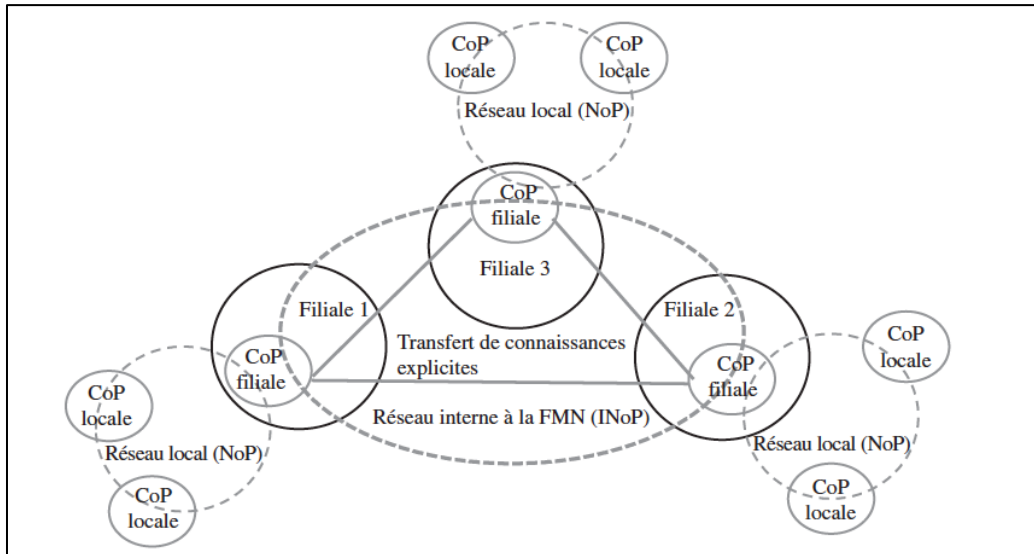 CoP
locale
CoP
locale
Réseau local (NoP)
CoP
filiale
Filiale 3
Filiale 1
Filiale 2
Transfert de connaissances
explicites
CoP
filiale
CoP
filiale
CoP
locale
Réseau interne à la FMN (INoP)
CoP
locale
Réseau local (NoP)
Réseau local (NoP)
CoP
locale
CoP
locale